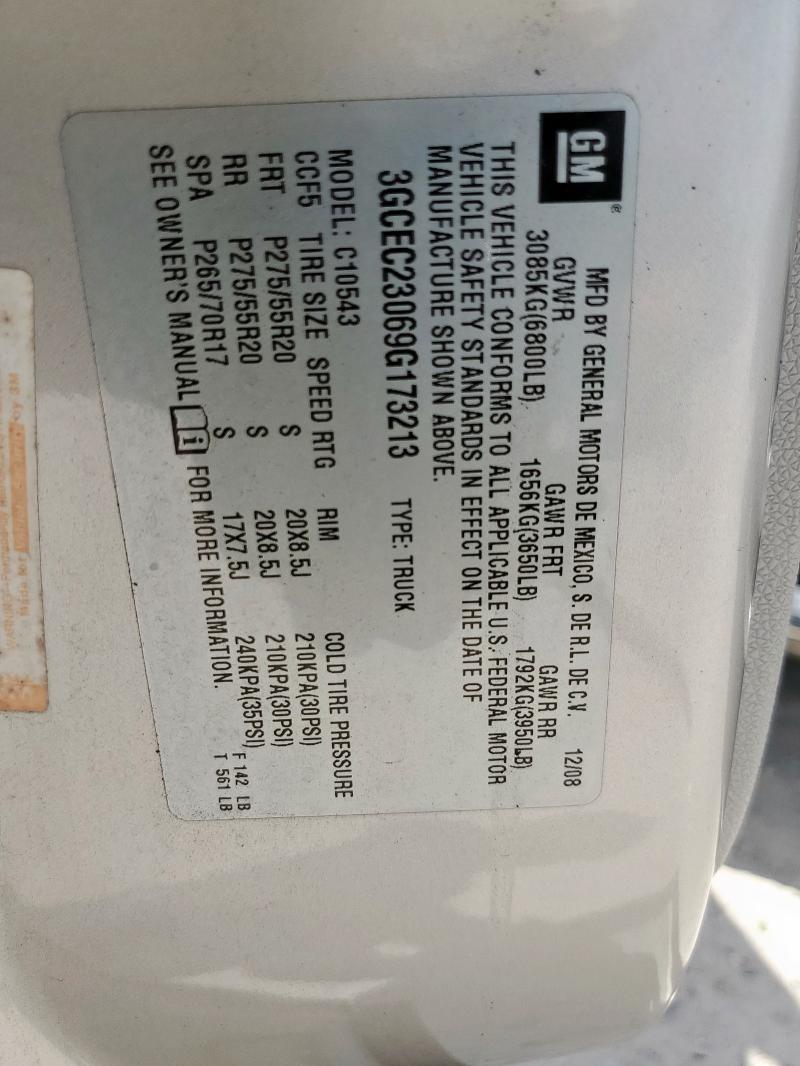 GM®
MFD BY GENERAL MOTORS DE MEXICO, S. DE R.L. DE C.V. 12/08
GVWR GAWR FRT GAWR RR
3085KG(6800LB) 1656KG(3650LB) 1792KG(3950LB)
THIS VEHICLE CONFORMS TO ALL APPLICABLE U.S. FEDERAL MOTOR
VEHICLE SAFETY STANDARDS IN EFFECT ON THE DATE OF
MANUFACTURE SHOWN ABOVE.
3GCEC23069G173213 TYPE: TRUCK
MODEL: C10543
CCF5 TIRE SIZE SPEED RTG RIM COLD TIRE PRESSURE
FRT P275/55R20 S 20X8.5J 210KPA(30PSI)
RR P275/55R20 S 20X8.5J 210KPA(30PSI)
SPA P265/70R17 S 17X7.5J 240KPA(35PSI) F 142 LB
SEE OWNER'S MANUAL FOR MORE INFORMATION. T 561 LB